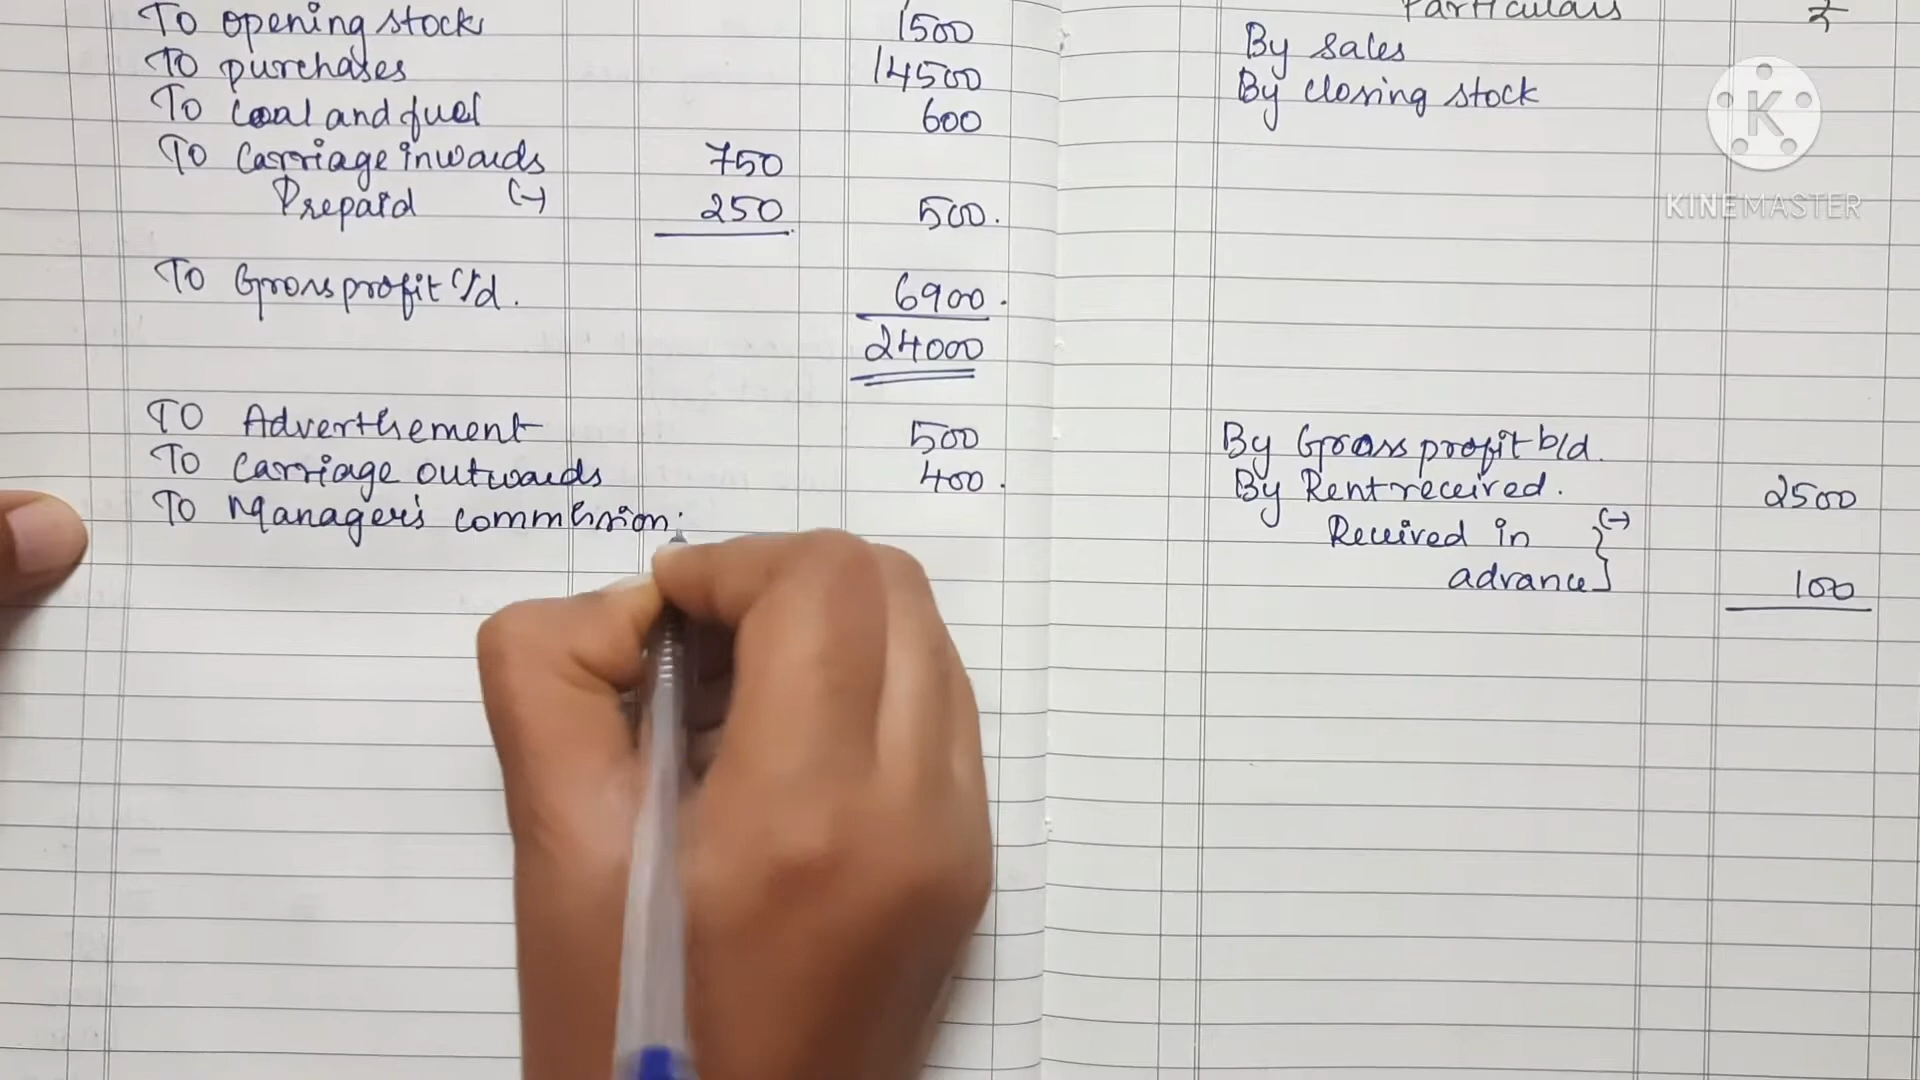 To opening stock 1500
To purchases 14500
To Coal and fuel 600
To Carriage inwards 750
Prepaid (-) 250 500.
To Gross profit c/d. 6900.
24000
TO Advertisement 500
To Carriage outwards 400.
To Manager's commission.
Particulars ₹
By sales
By closing stock
By Gross profit b/d.
By Rent received. 2500
Received in (-)
advance 100
K
KINEMASTER